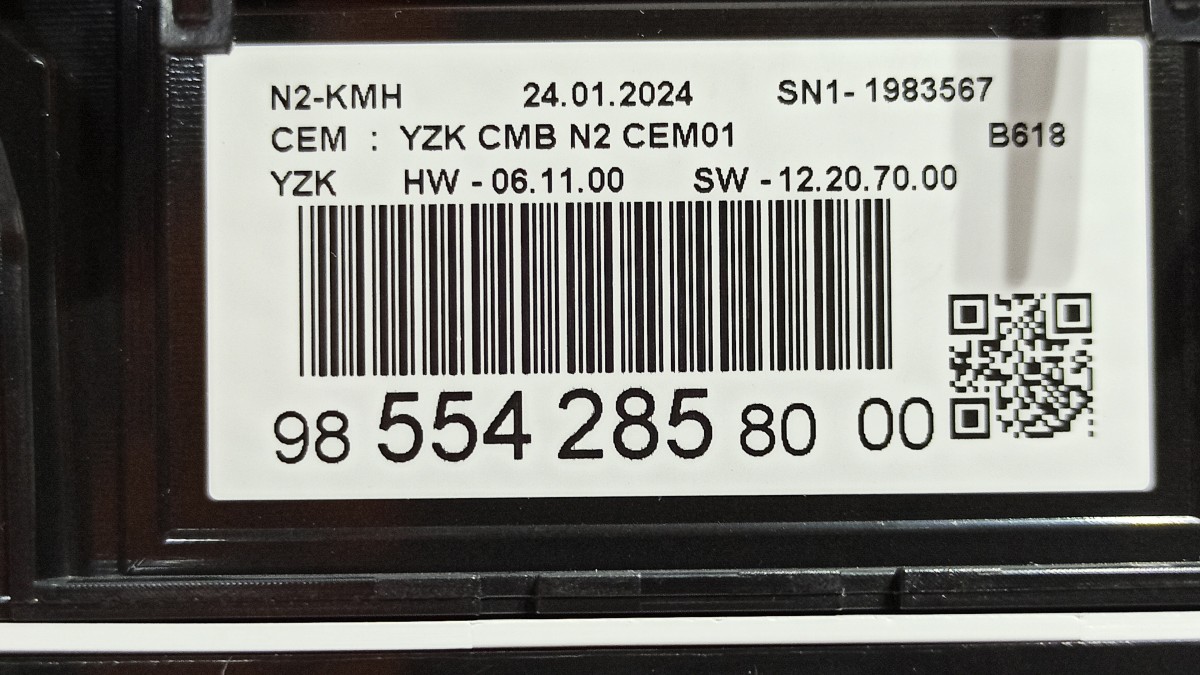 N2-KMH 24.01.2024 SN1- 1983567
CEM : YZK CMB N2 CEM01 B618
YZK HW - 06.11.00 SW - 12.20.70.00
98 554 285 80 00